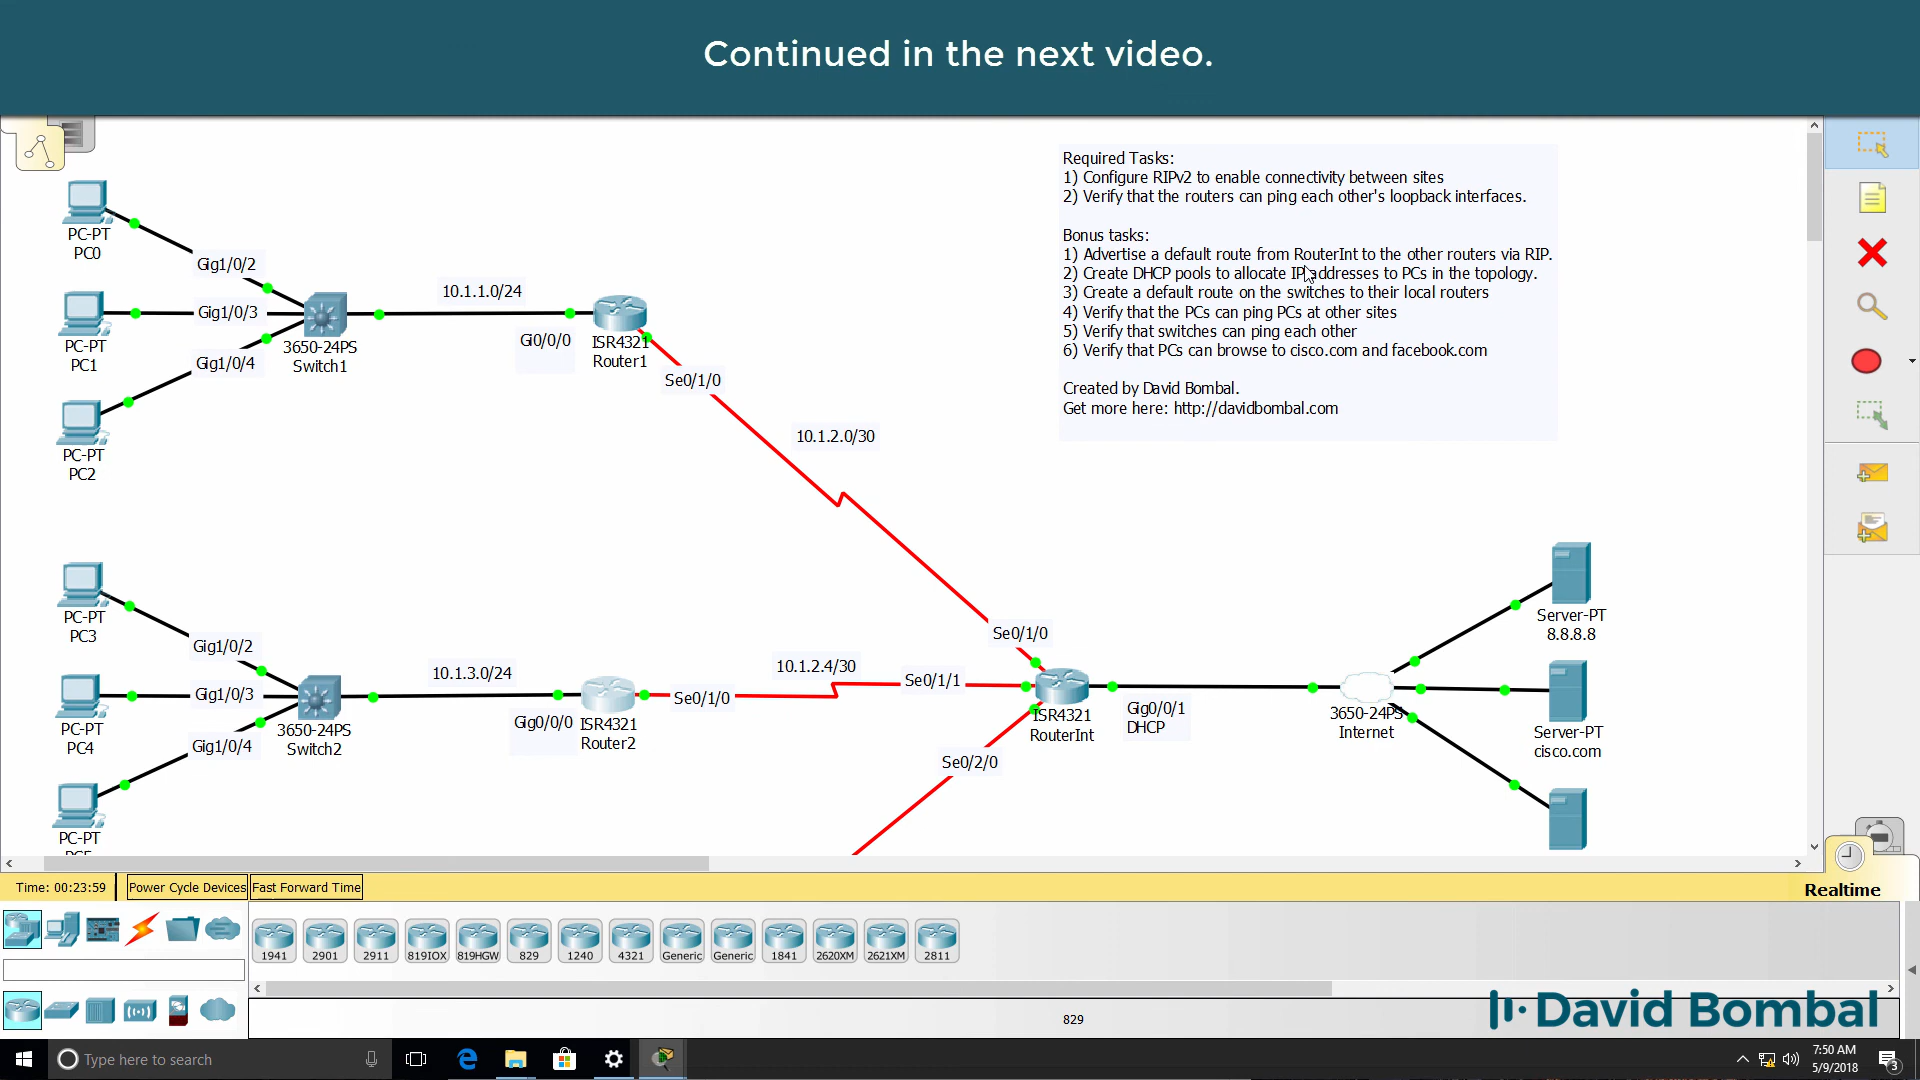 Continued in the next video.
Required Tasks:
1) Configure RIPv2 to enable connectivity between sites
2) Verify that the routers can ping each other's loopback interfaces.
Bonus tasks:
1) Advertise a default route from RouterInt to the other routers via RIP.
2) Create DHCP pools to allocate IP addresses to PCs in the topology.
3) Create a default route on the switches to their local routers
4) Verify that the PCs can ping PCs at other sites
5) Verify that switches can ping each other
6) Verify that PCs can browse to cisco.com and facebook.com
Created by David Bombal.
Get more here: http://davidbombal.com
PC-PT
PC0
Gig1/0/2
PC-PT
PC1
Gig1/0/3
PC-PT
PC2
Gig1/0/4
3650-24PS
Switch1
10.1.1.0/24
Gi0/0/0
ISR4321
Router1
Se0/1/0
10.1.2.0/30
PC-PT
PC3
Gig1/0/2
PC-PT
PC4
Gig1/0/3
PC-PT
Gig1/0/4
3650-24PS
Switch2
10.1.3.0/24
Gig0/0/0
ISR4321
Router2
Se0/1/0
10.1.2.4/30
Se0/1/1
Se0/1/0
Se0/2/0
ISR4321
RouterInt
Gig0/0/1
DHCP
3650-24PS
Internet
Server-PT
8.8.8.8
Server-PT
cisco.com
Time: 00:23:59
Power Cycle Devices
Fast Forward Time
Realtime
1941
2901
2911
819IOX
819HGW
829
1240
4321
Generic
Generic
1841
2620XM
2621XM
2811
829
David Bombal
Type here to search
7:50 AM
5/9/2018
3